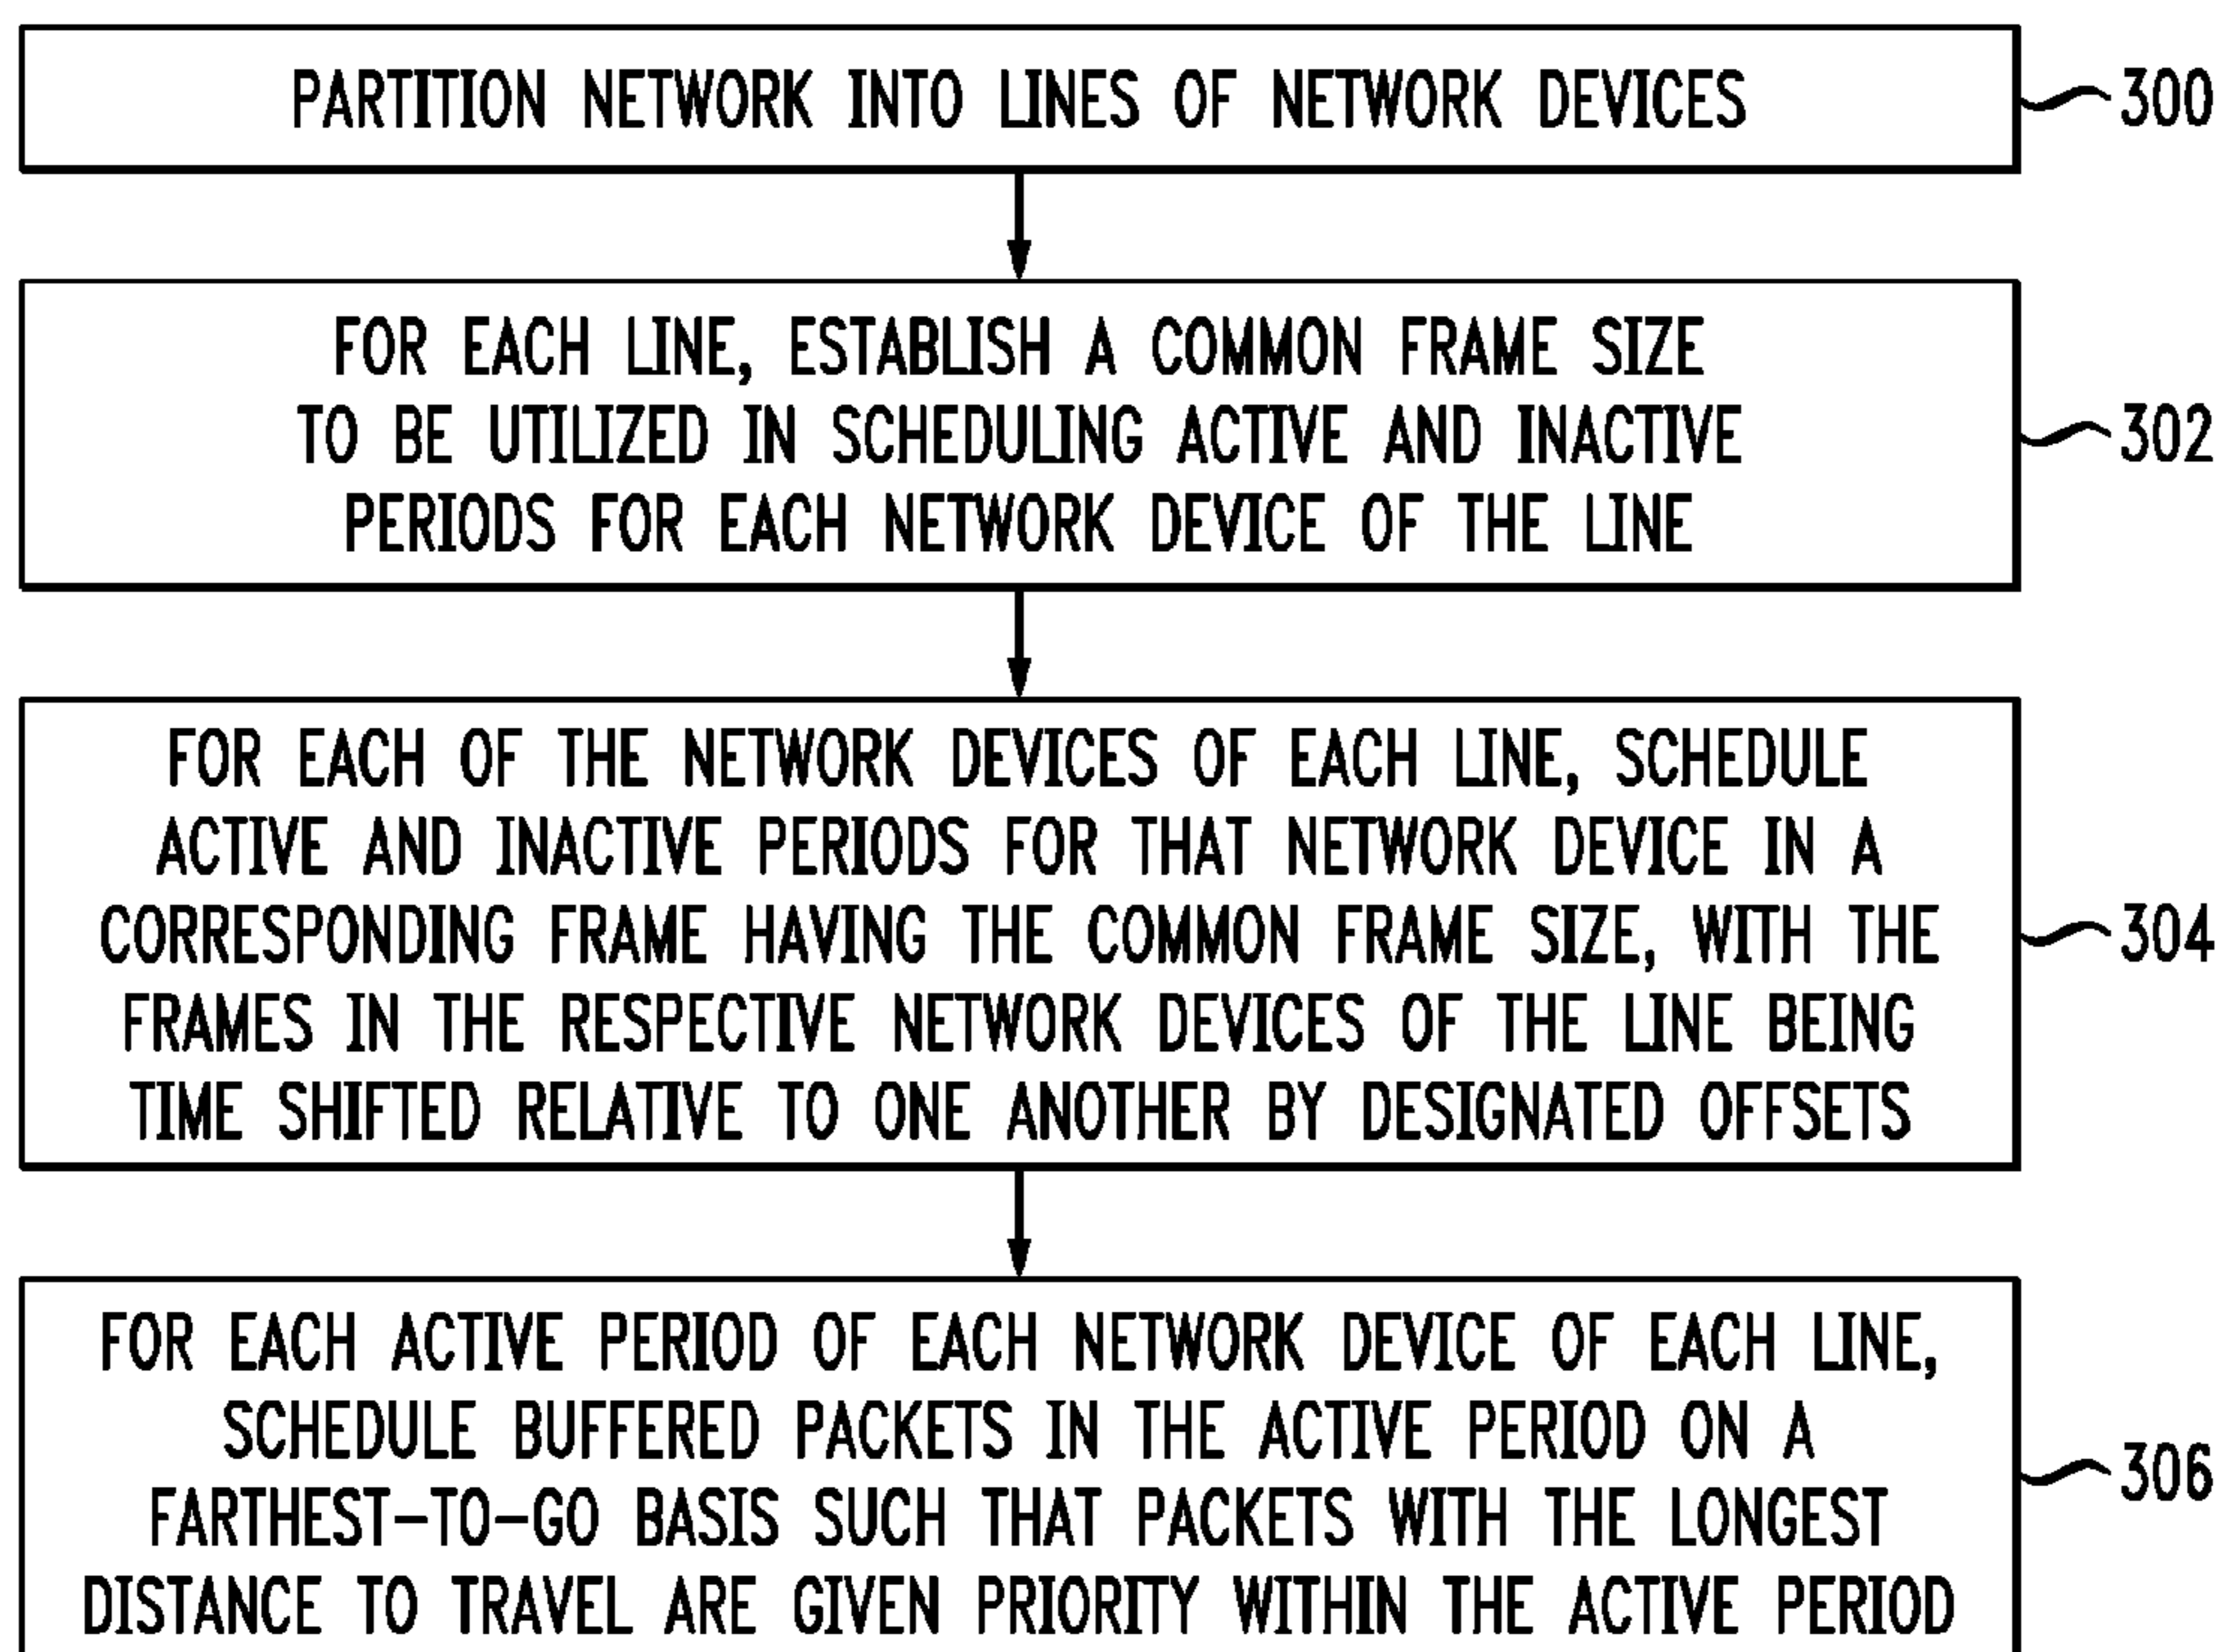 PARTITION NETWORK INTO LINES OF NETWORK DEVICES
300
FOR EACH LINE, ESTABLISH A COMMON FRAME SIZE
TO BE UTILIZED IN SCHEDULING ACTIVE AND INACTIVE
PERIODS FOR EACH NETWORK DEVICE OF THE LINE
302
FOR EACH OF THE NETWORK DEVICES OF EACH LINE, SCHEDULE
ACTIVE AND INACTIVE PERIODS FOR THAT NETWORK DEVICE IN A
CORRESPONDING FRAME HAVING THE COMMON FRAME SIZE, WITH THE
FRAMES IN THE RESPECTIVE NETWORK DEVICES OF THE LINE BEING
TIME SHIFTED RELATIVE TO ONE ANOTHER BY DESIGNATED OFFSETS
304
FOR EACH ACTIVE PERIOD OF EACH NETWORK DEVICE OF EACH LINE,
SCHEDULE BUFFERED PACKETS IN THE ACTIVE PERIOD ON A
FARTHEST-TO-GO BASIS SUCH THAT PACKETS WITH THE LONGEST
DISTANCE TO TRAVEL ARE GIVEN PRIORITY WITHIN THE ACTIVE PERIOD
306